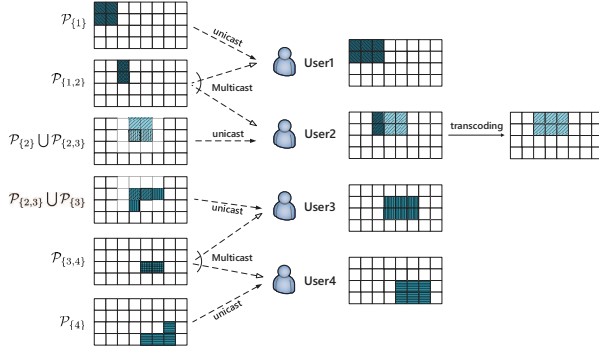 𝒫{1}
unicast
User1
𝒫{1,2}
Multicast
User2
transcoding
𝒫{2} ⋃ 𝒫{2,3}
unicast
𝒫{2,3} ⋃ 𝒫{3}
unicast
User3
𝒫{3,4}
Multicast
User4
𝒫{4}
unicast